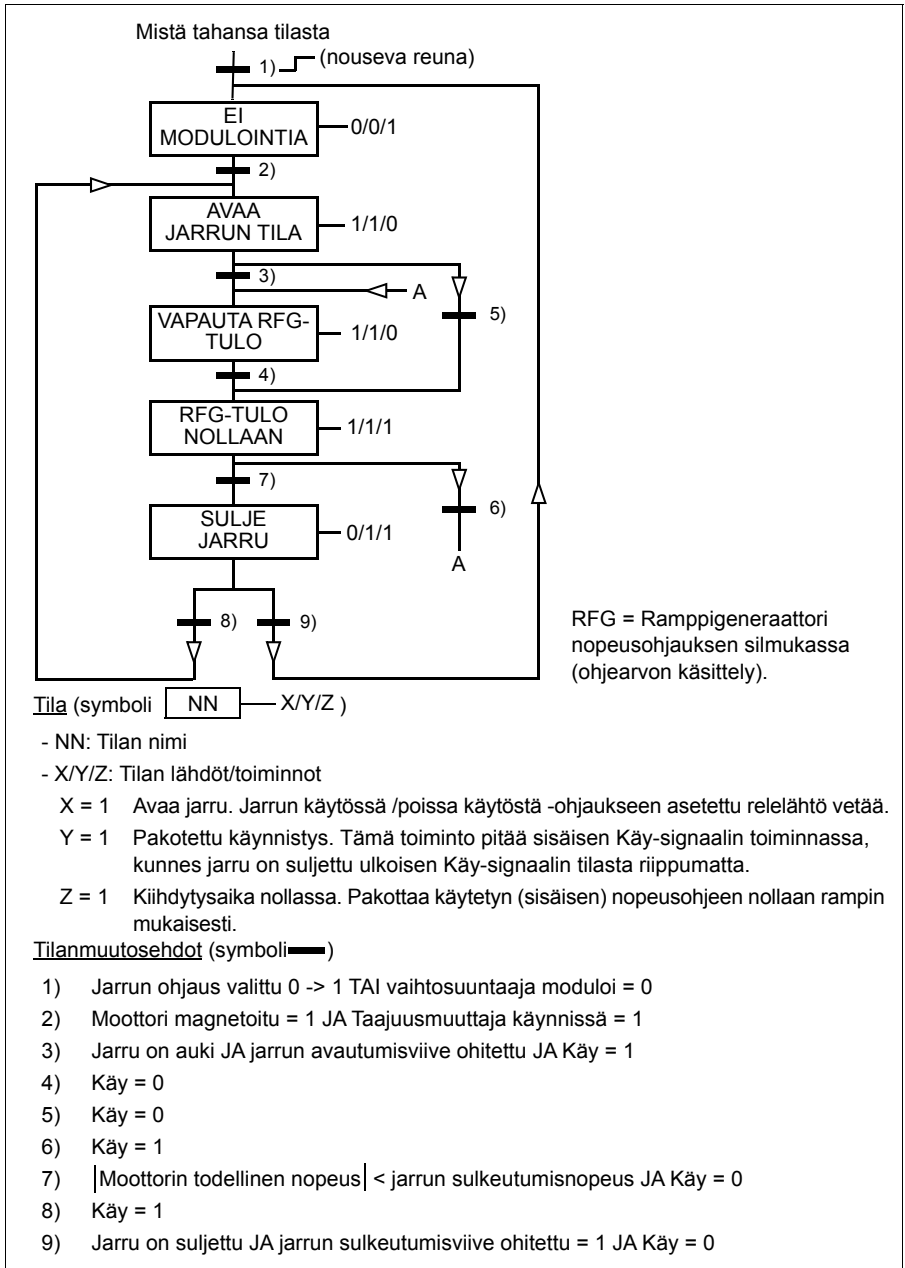 Mistä tahansa tilasta
1) (nouseva reuna)
EI
MODULOINTIA
0/0/1
2)
AVAA
JARRUN TILA
1/1/0
3)
A
5)
VAPAUTA RFG-
TULO
1/1/0
4)
RFG-TULO
NOLLAAN
1/1/1
7)
6)
SULJE
JARRU
0/1/1
A
8)
9)
RFG = Ramppigeneraattori
nopeusohjauksen silmukassa
(ohjearvon käsittely).
Tila (symboli NN X/Y/Z )
- NN: Tilan nimi
- X/Y/Z: Tilan lähdöt/toiminnot
X = 1 Avaa jarru. Jarrun käytössä /poissa käytöstä -ohjaukseen asetettu relelähtö vetää.
Y = 1 Pakotettu käynnistys. Tämä toiminto pitää sisäisen Käy-signaalin toiminnassa,
kunnes jarru on suljettu ulkoisen Käy-signaalin tilasta riippumatta.
Z = 1 Kiihdytysaika nollassa. Pakottaa käytetyn (sisäisen) nopeusohjeen nollaan rampin
mukaisesti.
Tilanmuutosehdot (symboli )
1) Jarrun ohjaus valittu 0 -> 1 TAI vaihtosuuntaaja moduloi = 0
2) Moottori magnetoitu = 1 JA Taajuusmuuttaja käynnissä = 1
3) Jarru on auki JA jarrun avautumisviive ohitettu JA Käy = 1
4) Käy = 0
5) Käy = 0
6) Käy = 1
7) |Moottorin todellinen nopeus| < jarrun sulkeutumisnopeus JA Käy = 0
8) Käy = 1
9) Jarru on suljettu JA jarrun sulkeutumisviive ohitettu = 1 JA Käy = 0